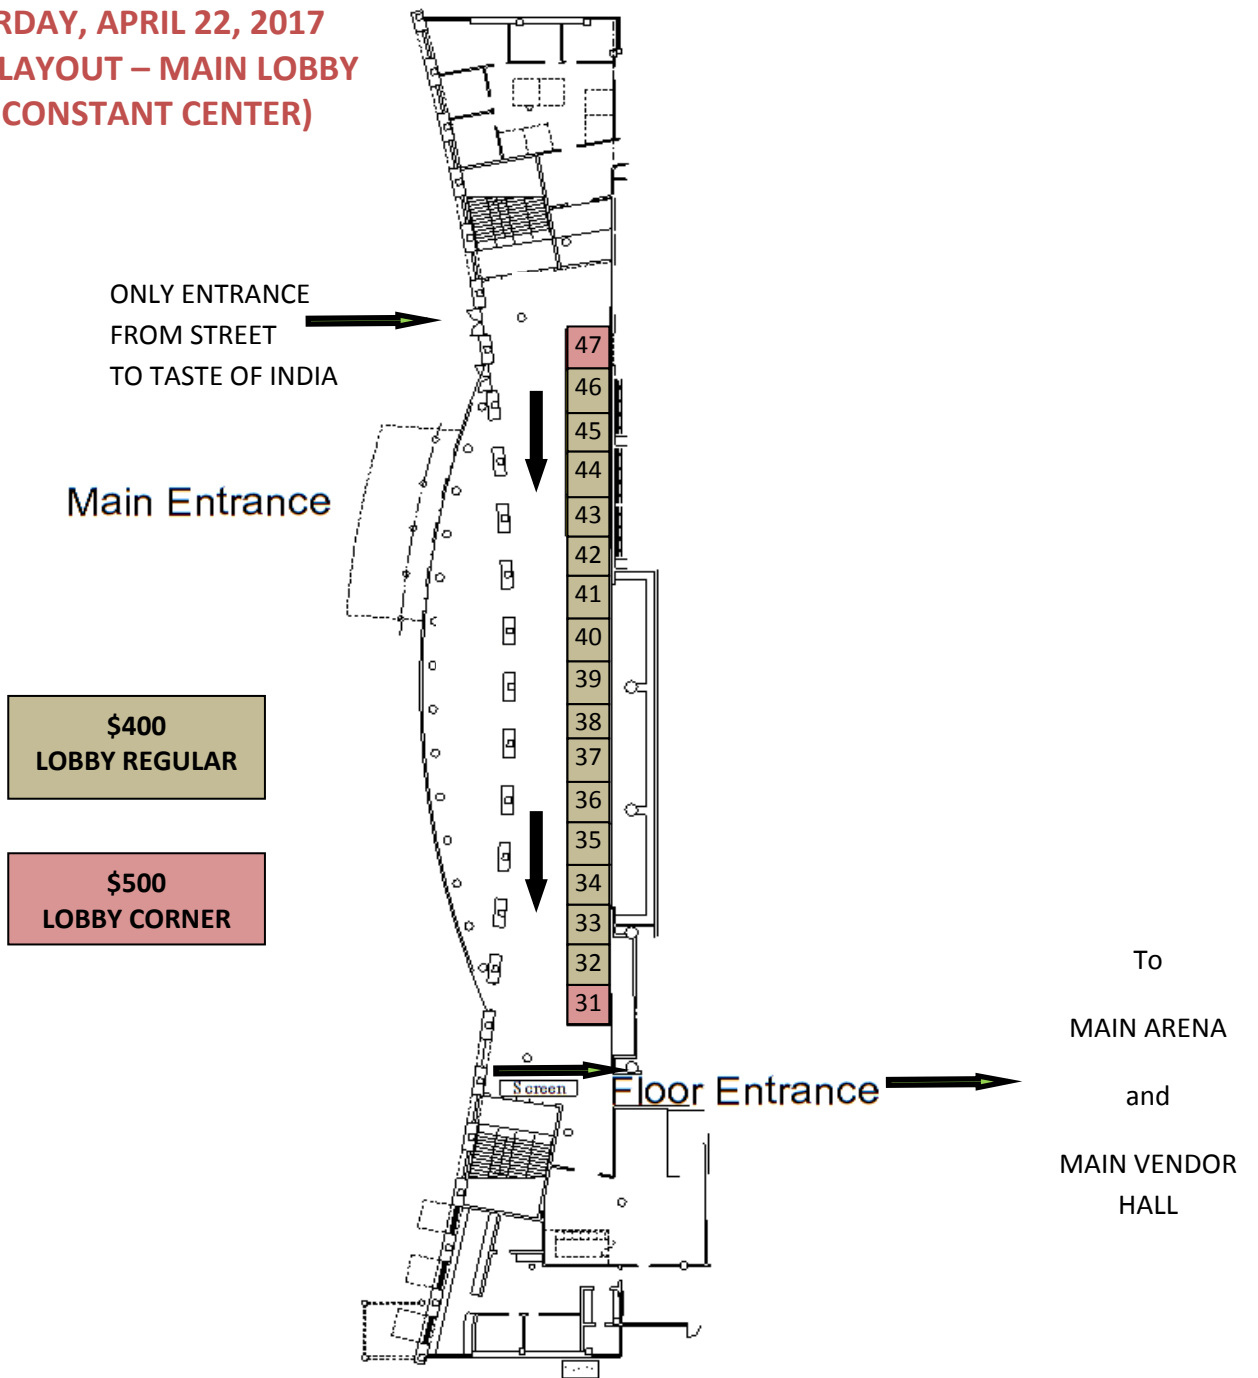 RDAY, APRIL 22, 2017
LAYOUT – MAIN LOBBY
CONSTANT CENTER)
ONLY ENTRANCE
FROM STREET
TO TASTE OF INDIA
47
46
45
44
43
42
41
40
39
38
37
36
35
34
33
32
31
Main Entrance
$400
LOBBY REGULAR
$500
LOBBY CORNER
Screen
Floor Entrance
To
MAIN ARENA
and
MAIN VENDOR
HALL